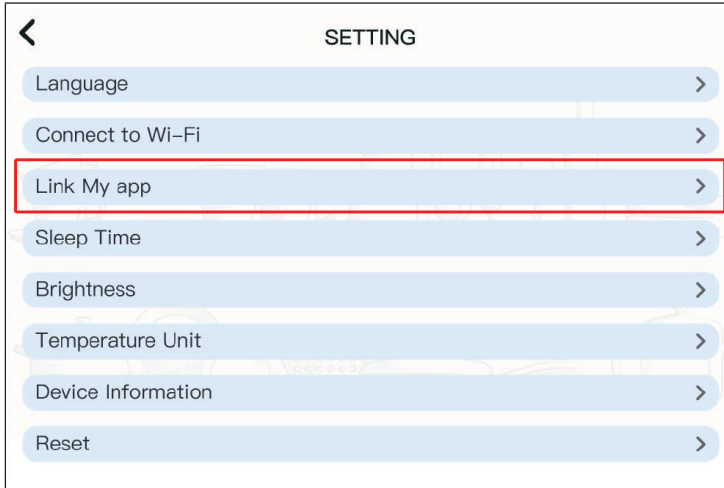 SETTING
Language
Connect to Wi-Fi
Link My app
Sleep Time
Brightness
Temperature Unit
Device Information
Reset